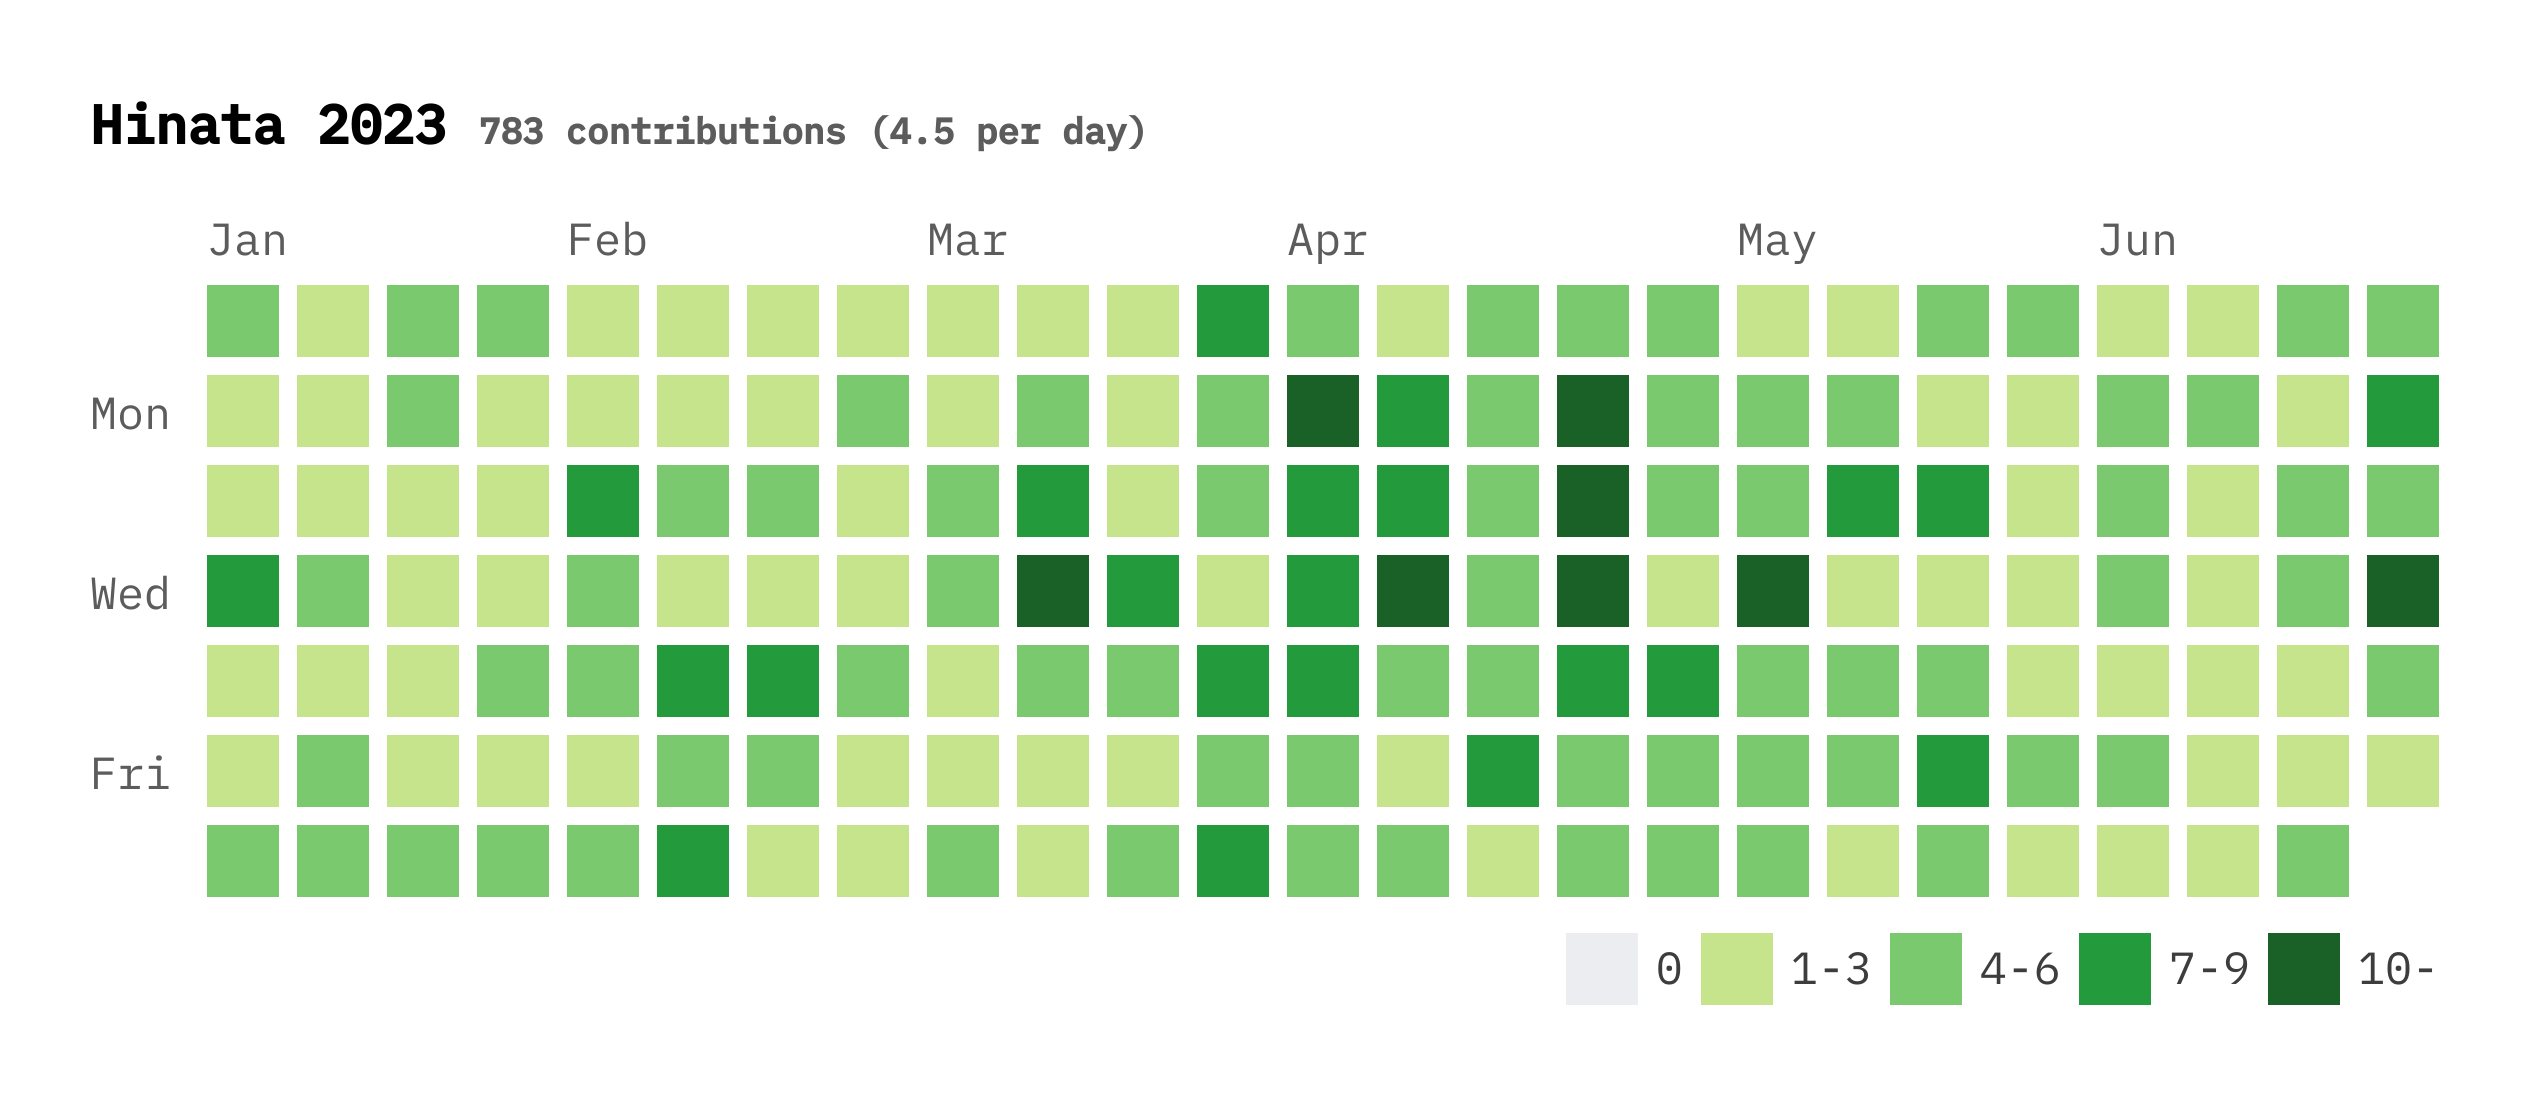 Hinata 2023 783 contributions (4.5 per day)
Jan Feb Mar Apr May Jun
Mon
Wed
Fri
0 1-3 4-6 7-9 10-